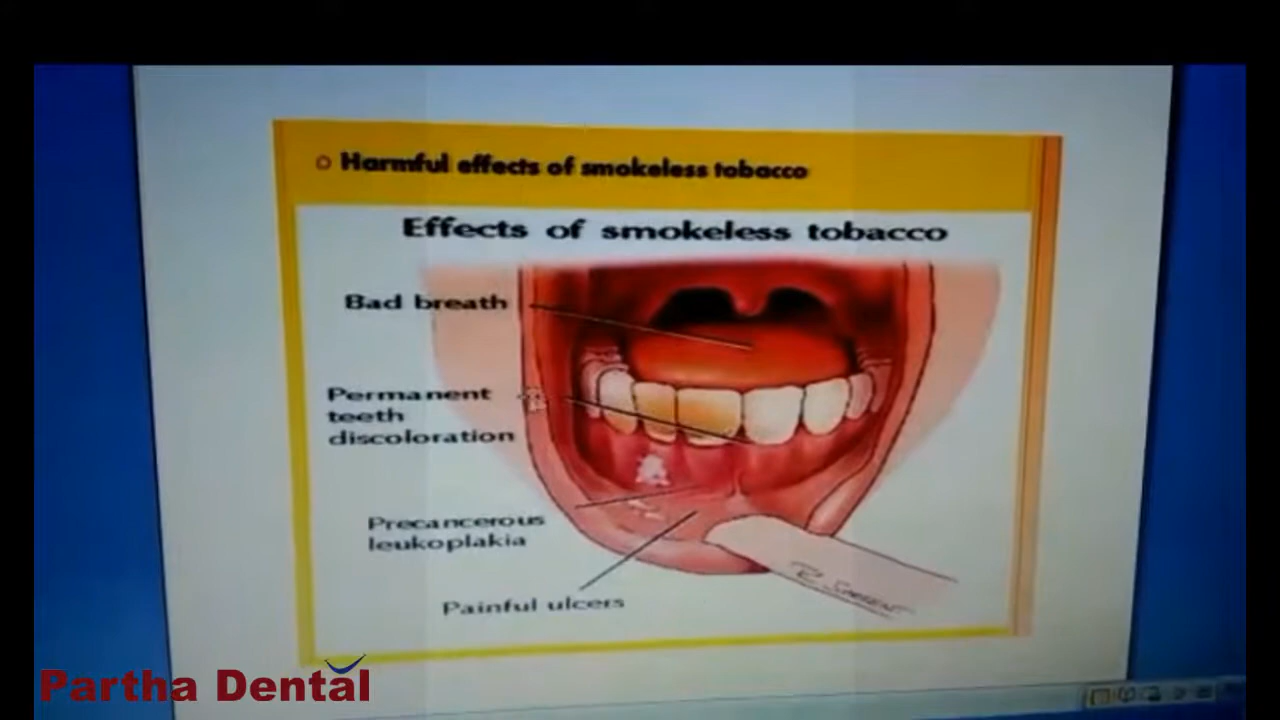 Harmful effects of smokeless tobacco
Effects of smokeless tobacco
Bad breath
Permanent
teeth
discoloration
Precancerous
leukoplakia
Painful ulcers
Partha Dental